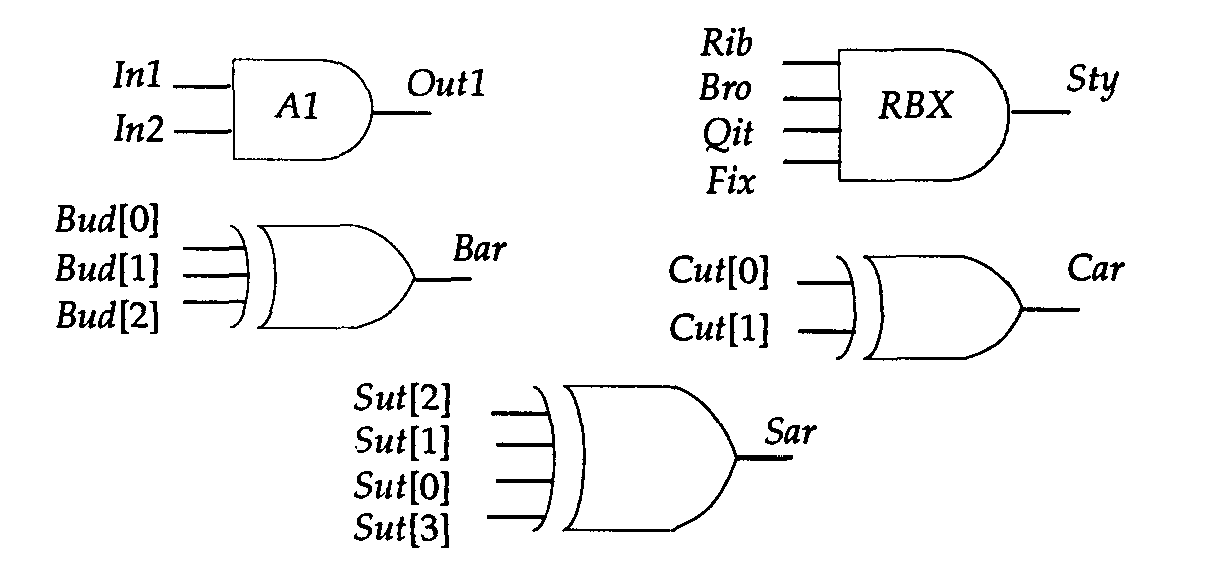 In1
In2
A1
Out1
Rib
Bro
Qit
Fix
RBX
Sty
Bud[0]
Bud[1]
Bud[2]
Bar
Cut[0]
Cut[1]
Car
Sut[2]
Sut[1]
Sut[0]
Sut[3]
Sar